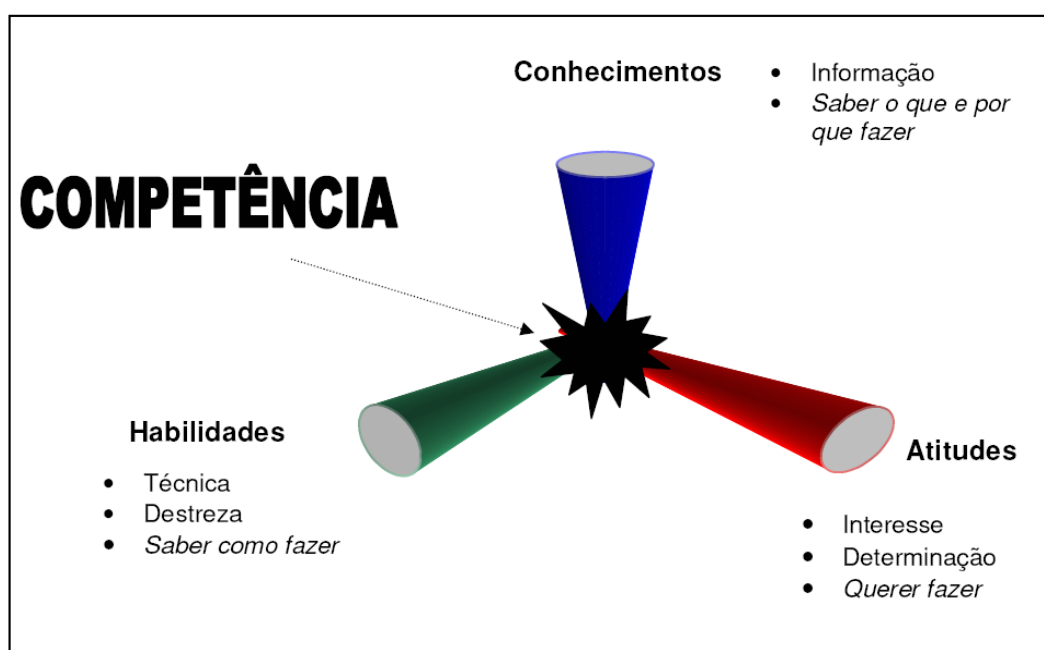 Conhecimentos
• Informação
• Saber o que e por
que fazer
COMPETÊNCIA
Habilidades
• Técnica
• Destreza
• Saber como fazer
Atitudes
• Interesse
• Determinação
• Querer fazer